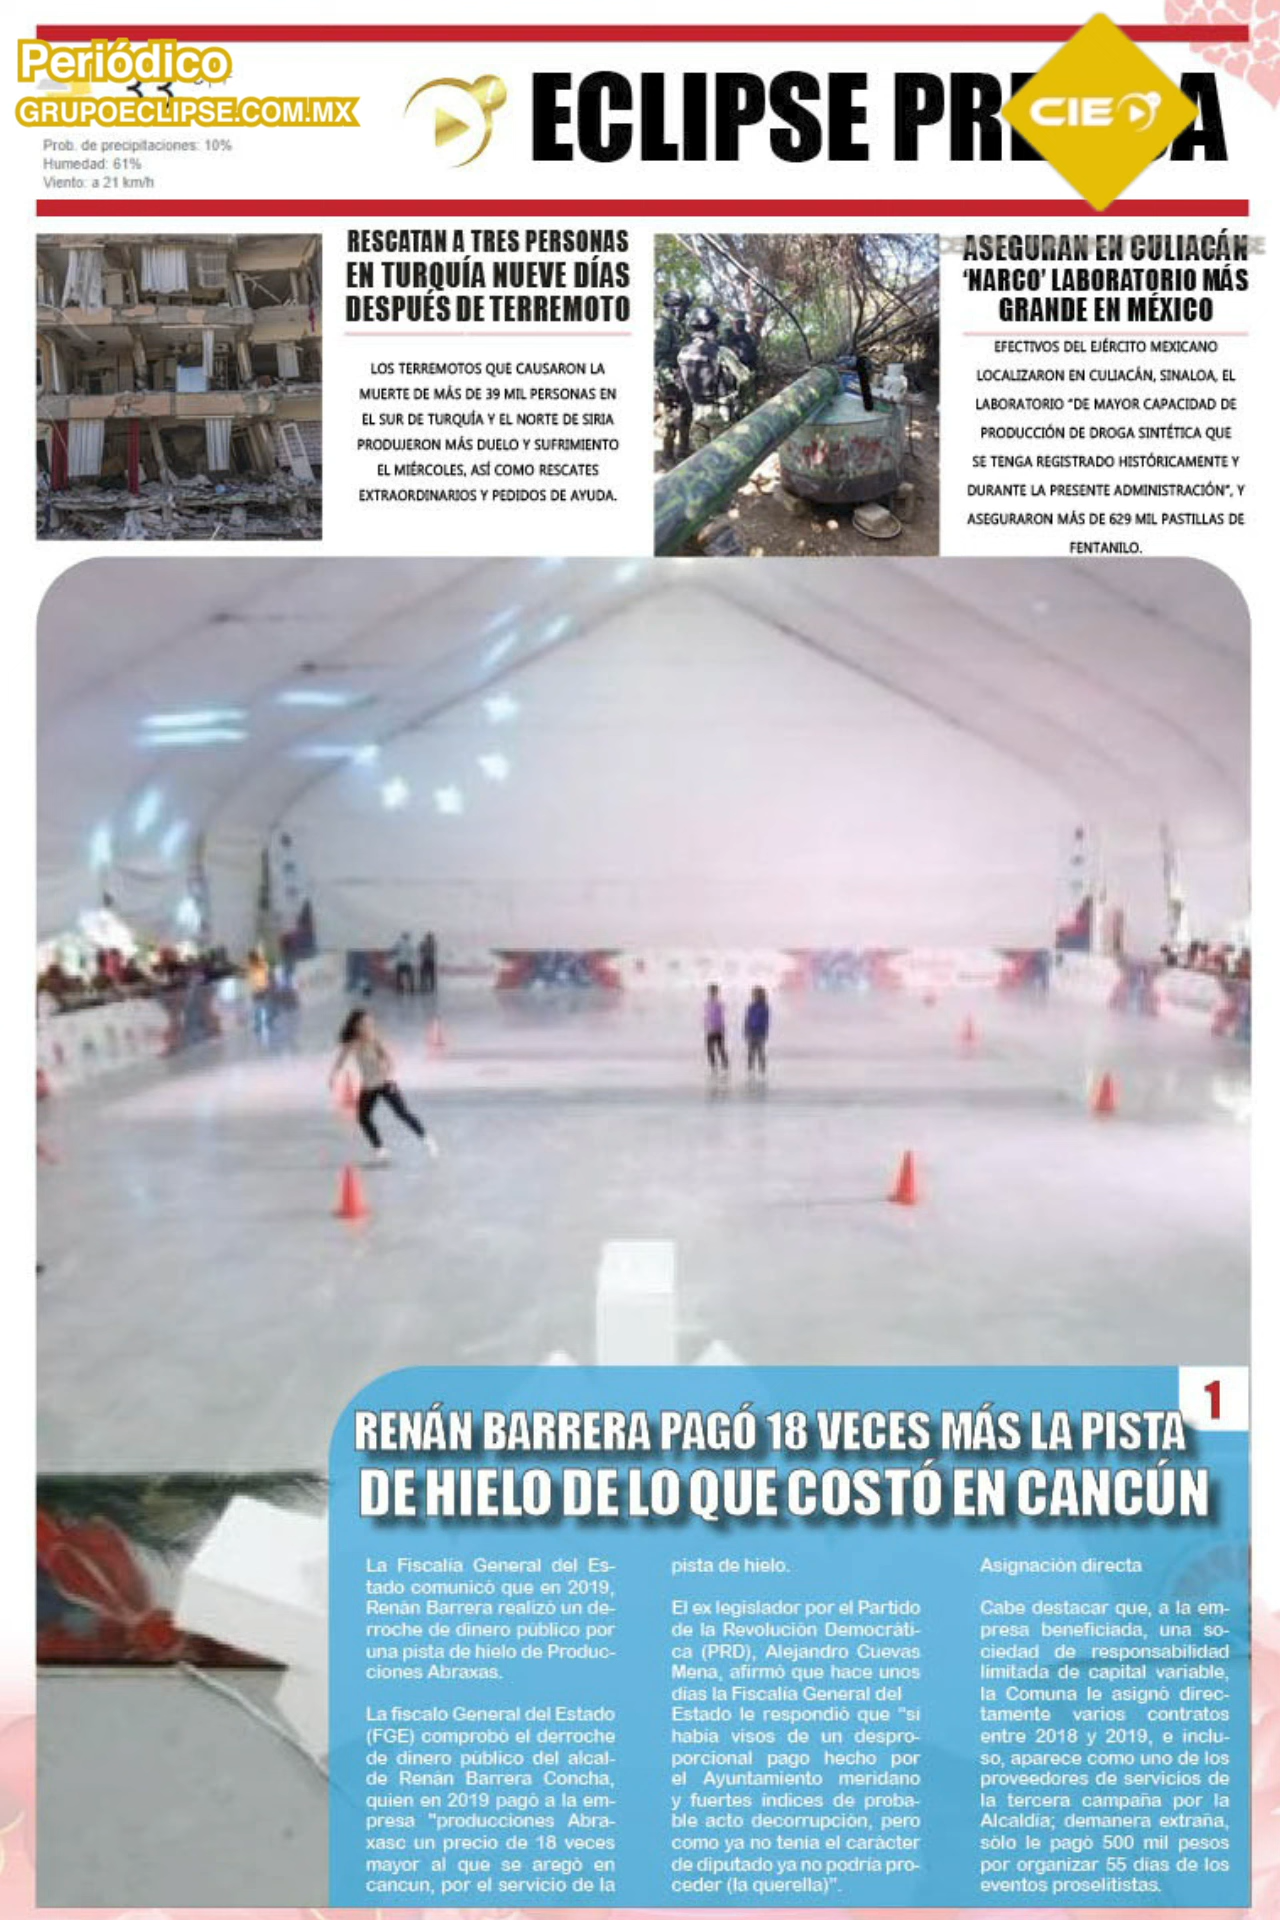 Periódico
GRUPOECLIPSE.COM.MX
Prob. de precipitaciones: 10%
Humedad: 61%
Viento: a 21 km/h
ECLIPSE
CIE
RESCATAN A TRES PERSONAS
EN TURQUÍA NUEVE DÍAS
DESPUÉS DE TERREMOTO
LOS TERREMOTOS QUE CAUSARON LA
MUERTE DE MÁS DE 39 MIL PERSONAS EN
EL SUR DE TURQUÍA Y EL NORTE DE SIRIA
PRODUJERON MÁS DUELO Y SUFRIMIENTO
EL MIÉRCOLES, ASÍ COMO RESCATES
EXTRAORDINARIOS Y PEDIDOS DE AYUDA.
ASEGURAN EN CULIACÁN
‘NARCO’ LABORATORIO MÁS
GRANDE EN MÉXICO
EFECTIVOS DEL EJÉRCITO MEXICANO
LOCALIZARON EN CULIACÁN, SINALOA, EL
LABORATORIO “DE MAYOR CAPACIDAD DE
PRODUCCIÓN DE DROGA SINTÉTICA QUE
SE TENGA REGISTRADO HISTÓRICAMENTE Y
DURANTE LA PRESENTE ADMINISTRACIÓN”, Y
ASEGURARON MÁS DE 629 MIL PASTILLAS DE
FENTANILO.
1
RENÁN BARRERA PAGÓ 18 VECES MÁS LA PISTA
DE HIELO DE LO QUE COSTÓ EN CANCÚN
La Fiscalía General del Es-
tado comunicó que en 2019,
Renán Barrera realizó un de-
rroche de dinero público por
una pista de hielo de Produc-
ciones Abraxas.
La fiscalo General del Estado
(FGE) comprobó el derroche
de dinero público del alcal-
de Renán Barrera Concha,
quien en 2019 pagó a la em-
presa "producciones Abra-
xasc un precio de 18 veces
mayor al que se aregó en
cancun, por el servicio de la
pista de hielo.
El ex legislador por el Partido
de la Revolución Democráti-
ca (PRD), Alejandro Cuevas
Mena, afirmó que hace unos
días la Fiscalía General del
Estado le respondió que "si
había visos de un despro-
porcional pago hecho por
el Ayuntamiento meridano
y fuertes índices de proba-
ble acto decorrupción, pero
como ya no tenía el carácter
de diputado ya no podría pro-
ceder (la querella)".
Asignación directa
Cabe destacar que, a la em-
presa beneficiada, una so-
ciedad de responsabilidad
limitada de capital variable,
la Comuna le asignó direc-
tamente varios contratos
entre 2018 y 2019, e inclu-
so, aparece como uno de los
proveedores de servicios de
la tercera campaña por la
Alcaldía; demanera extraña,
sólo le pagó 500 mil pesos
por organizar 55 días de los
eventos proselitistas.